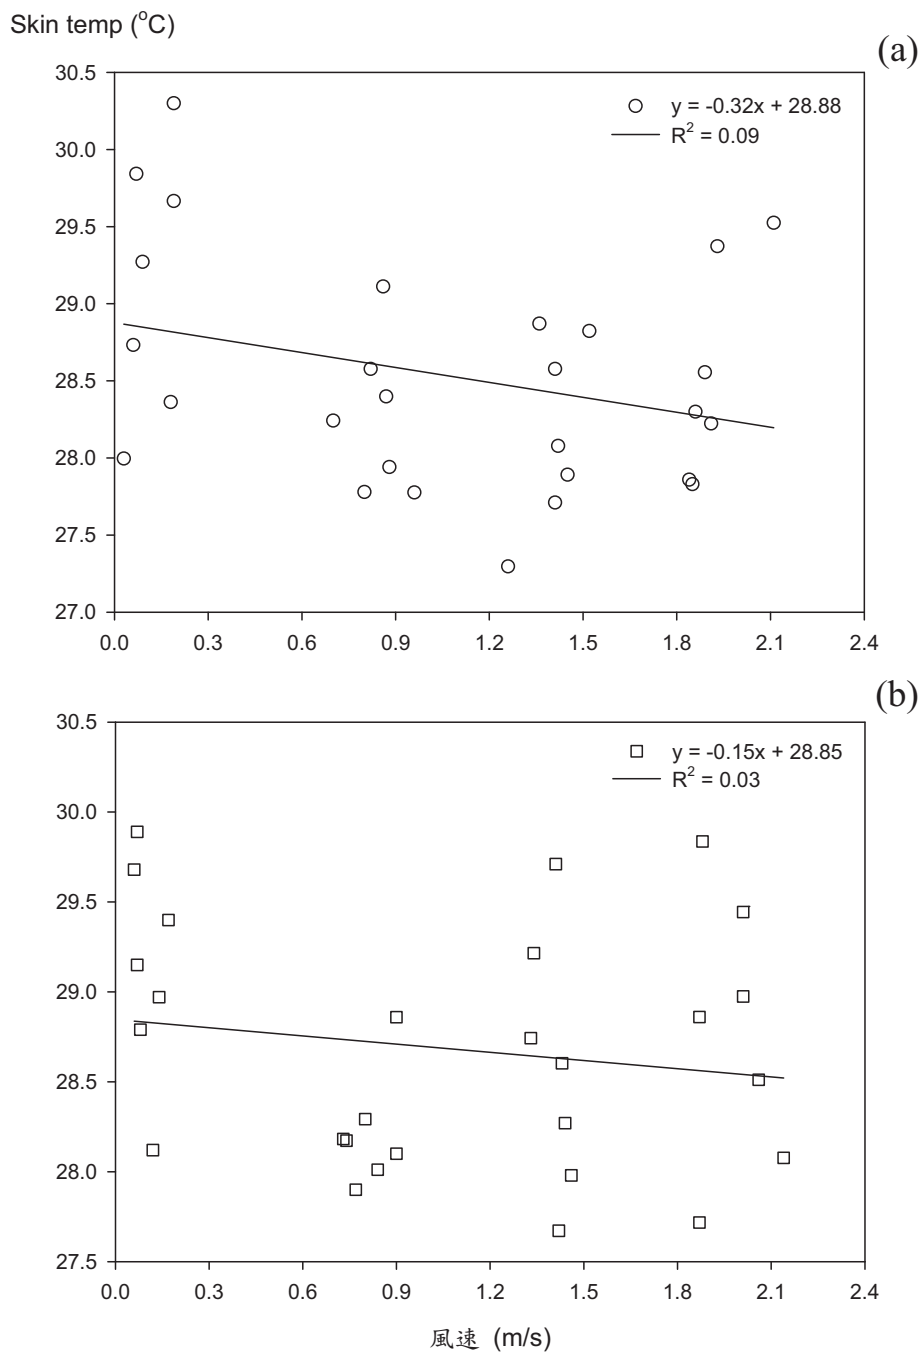 Skin temp (°C)
(a)
30.5
y = -0.32x + 28.88
R² = 0.09
30.0
29.5
29.0
28.5
28.0
27.5
27.0
0.0 0.3 0.6 0.9 1.2 1.5 1.8 2.1 2.4
(b)
30.5
y = -0.15x + 28.85
R² = 0.03
30.0
29.5
29.0
28.5
28.0
27.5
0.0 0.3 0.6 0.9 1.2 1.5 1.8 2.1 2.4
風速 (m/s)